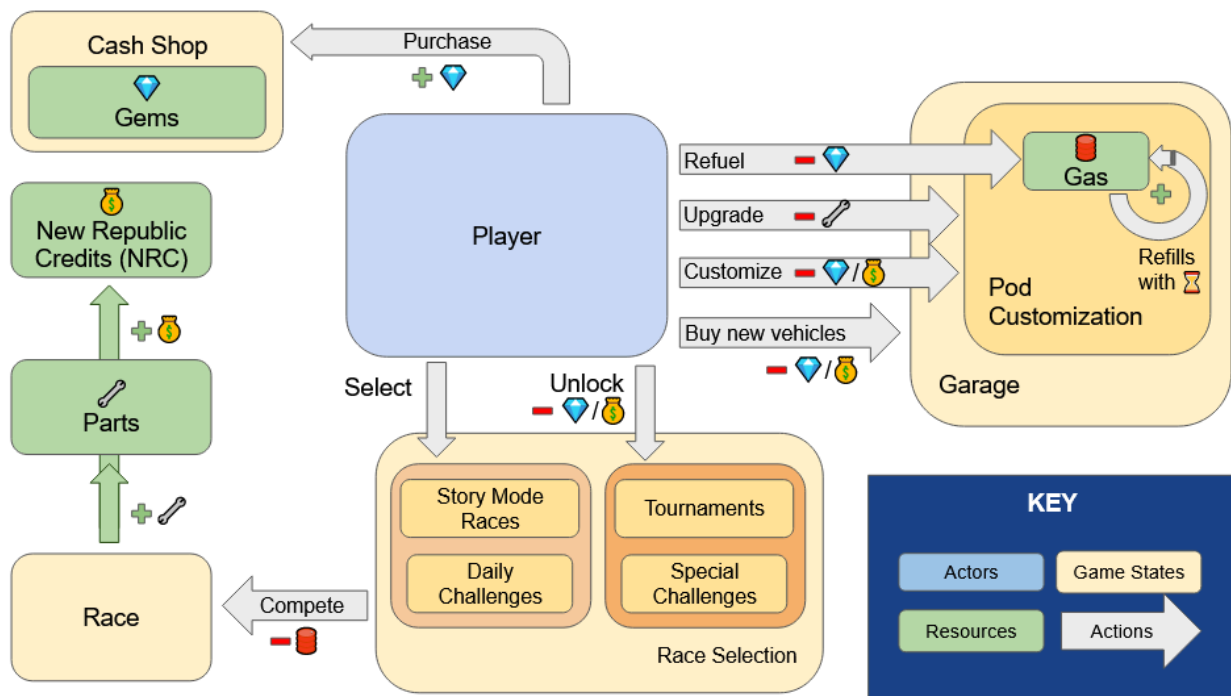 Cash Shop
Gems
Purchase
New Republic
Credits (NRC)
Parts
Race
Player
Refuel
Upgrade
Customize
/
Buy new vehicles
/
Gas
Refills
with
Pod
Customization
Garage
Select
Unlock
/
Story Mode
Races
Daily
Challenges
Tournaments
Special
Challenges
Race Selection
Compete
KEY
Actors
Game States
Resources
Actions